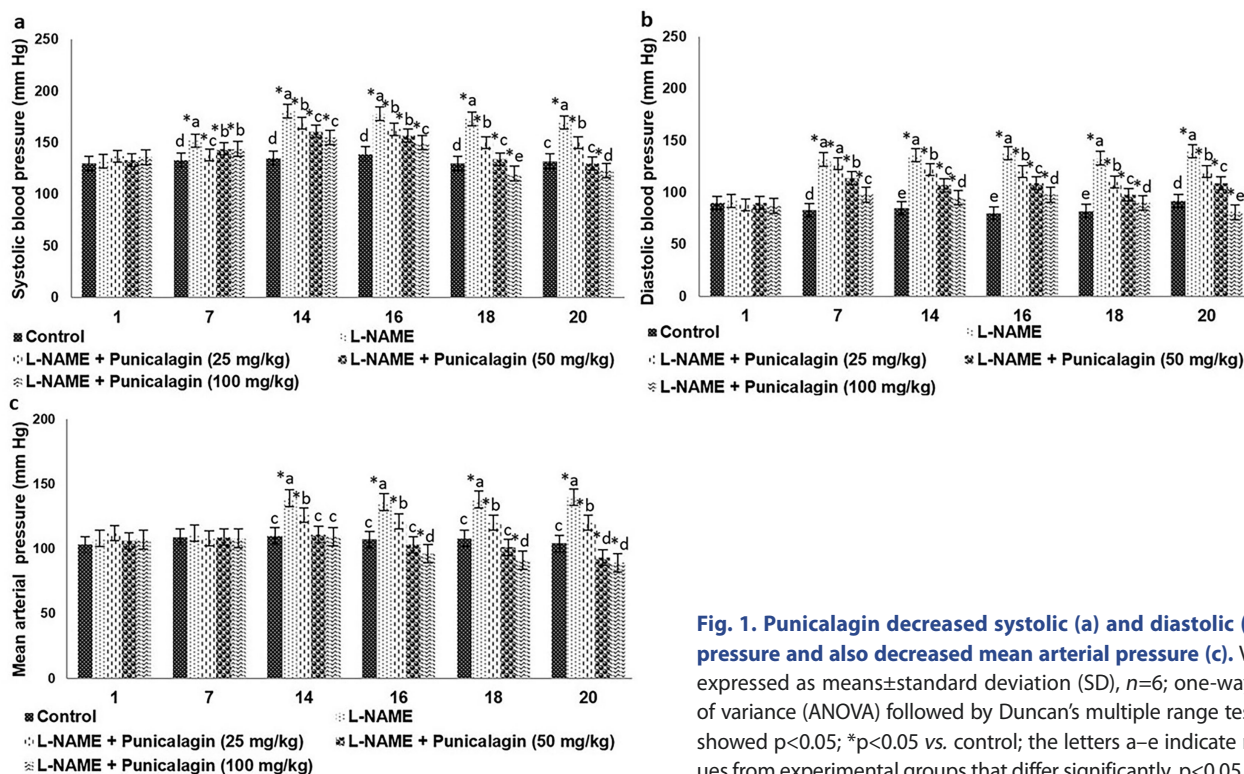 a
Systolic blood pressure (mm Hg)
250
200
150
100
50
0
d *a *c *b *b
d *a *b *c *c
d *a *b *b *c
d *a *b c *e
c *a *b c *d
1 7 14 16 18 20
Control L-NAME
L-NAME + Punicalagin (25 mg/kg) L-NAME + Punicalagin (50 mg/kg)
L-NAME + Punicalagin (100 mg/kg)
b
Diastolic blood pressure (mm Hg)
250
200
150
100
50
0
d *a *a *b *c
e *a *b *c *d
e *a *b *c *d
e *a *b *c *d
d *a *b *c *e
1 7 14 16 18 20
Control L-NAME
L-NAME + Punicalagin (25 mg/kg) L-NAME + Punicalagin (50 mg/kg)
L-NAME + Punicalagin (100 mg/kg)
c
Mean arterial pressure (mm Hg)
200
150
100
50
0
c *a *b c c
c *a *b c *d
c *a *b c *d
c *a *b *d *d
1 7 14 16 18 20
Control L-NAME
L-NAME + Punicalagin (25 mg/kg) L-NAME + Punicalagin (50 mg/kg)
L-NAME + Punicalagin (100 mg/kg)
Fig. 1. Punicalagin decreased systolic (a) and diastolic (
pressure and also decreased mean arterial pressure (c).
expressed as means±standard deviation (SD), n=6; one-way
of variance (ANOVA) followed by Duncan's multiple range tes
showed p<0.05; *p<0.05 vs. control; the letters a–e indicate
ues from experimental groups that differ significantly, p<0.05